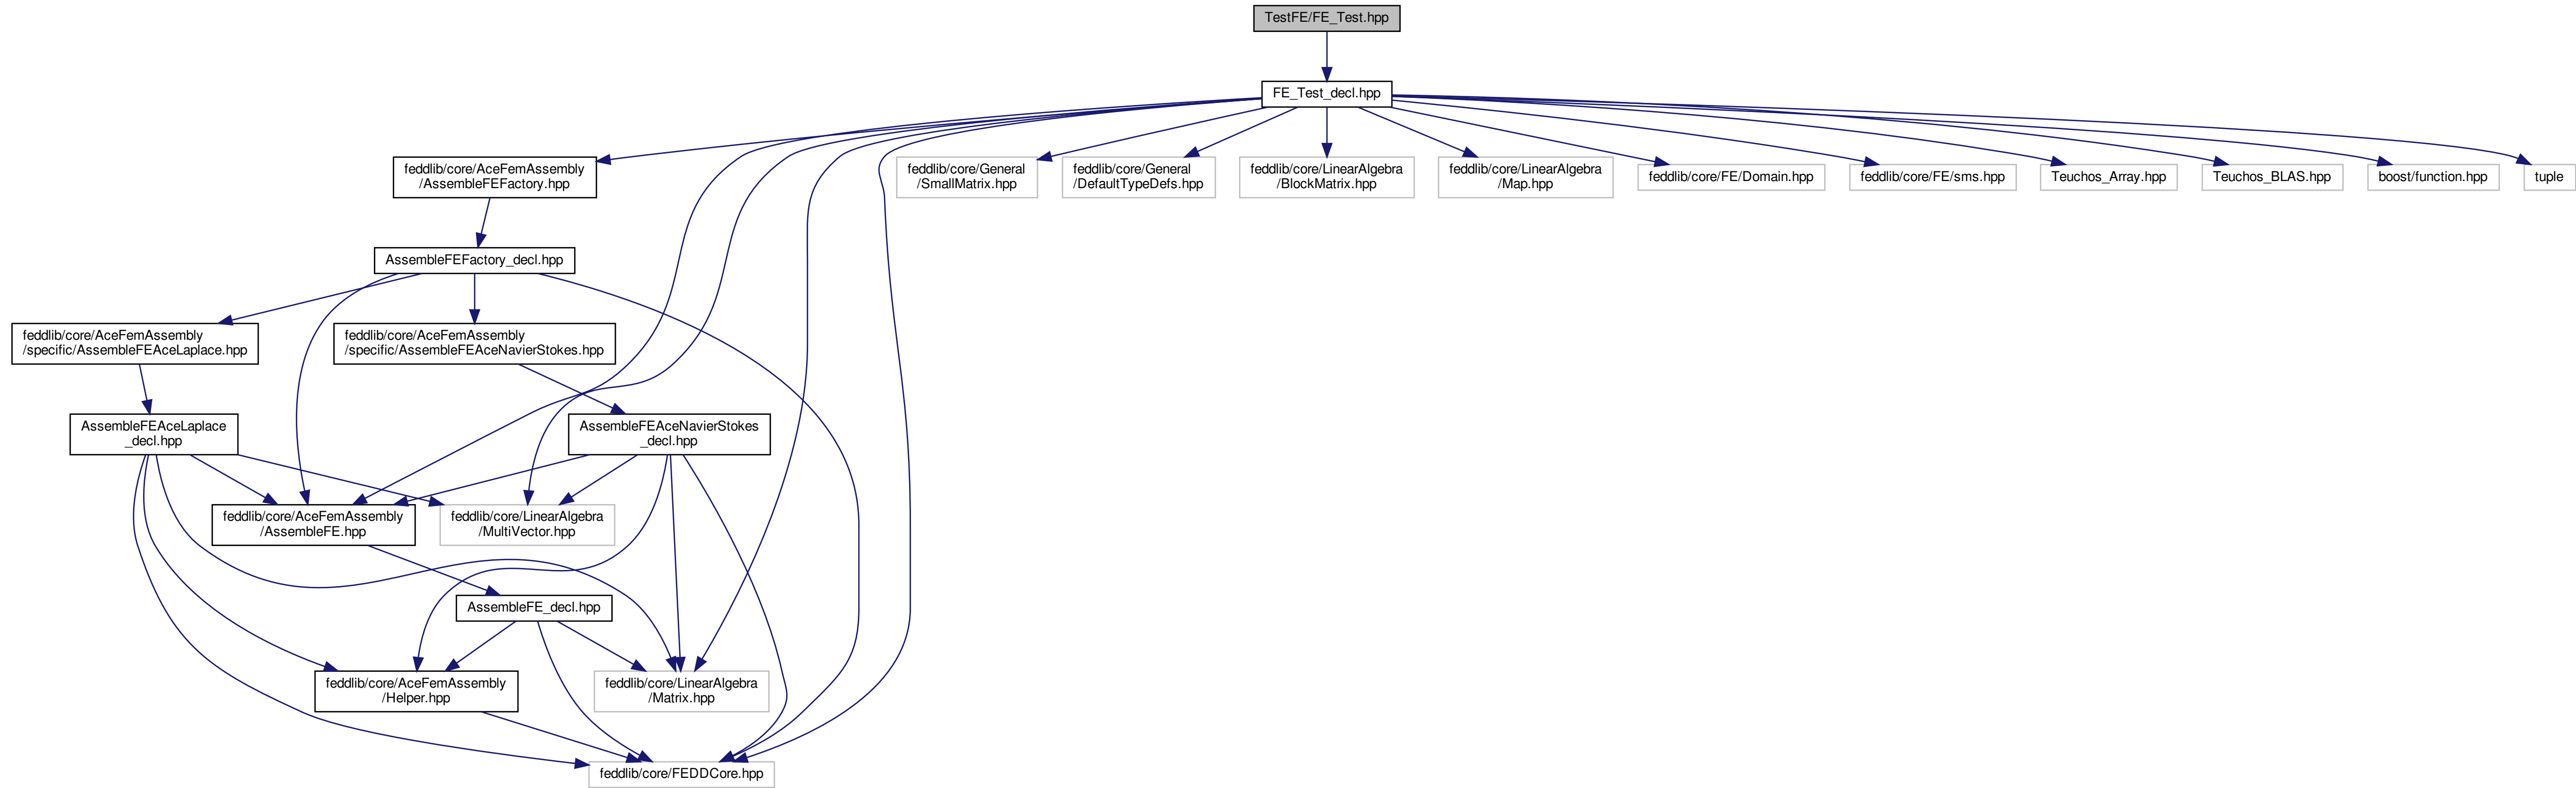 TestFE/FE_Test.hpp
FE_Test_decl.hpp
feddlib/core/AceFemAssembly
/AssembleFEFactory.hpp
feddlib/core/General
/SmallMatrix.hpp
feddlib/core/General
/DefaultTypeDefs.hpp
feddlib/core/LinearAlgebra
/BlockMatrix.hpp
feddlib/core/LinearAlgebra
/Map.hpp
feddlib/core/FE/Domain.hpp
feddlib/core/FE/sms.hpp
Teuchos_Array.hpp
Teuchos_BLAS.hpp
boost/function.hpp
tuple
AssembleFEFactory_decl.hpp
feddlib/core/AceFemAssembly
/specific/AssembleFEAceLaplace.hpp
feddlib/core/AceFemAssembly
/specific/AssembleFEAceNavierStokes.hpp
AssembleFEAceLaplace
_decl.hpp
AssembleFEAceNavierStokes
_decl.hpp
feddlib/core/AceFemAssembly
/AssembleFE.hpp
feddlib/core/LinearAlgebra
/MultiVector.hpp
AssembleFE_decl.hpp
feddlib/core/AceFemAssembly
/Helper.hpp
feddlib/core/LinearAlgebra
/Matrix.hpp
feddlib/core/FEDDCore.hpp